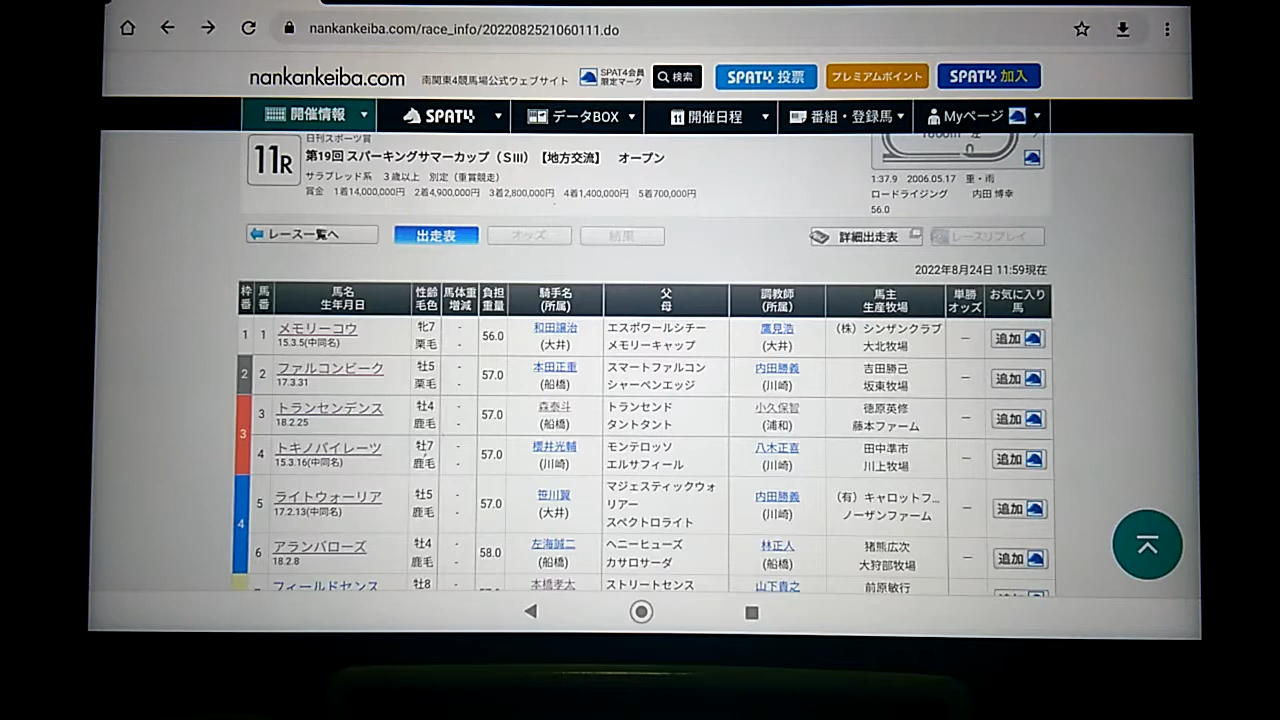 nankankeiba.com/race_info/2022082521060111.do
nankankeiba.com 南関東4競馬場公式ウェブサイト SPAT4会員限定マーク 検索 SPAT4 投票 プレミアムポイント SPAT4 加入
開催情報 SPAT4 データBOX 開催日程 番組・登録馬 Myページ
11R
日刊スポーツ賞
第19回 スパーキングサマーカップ（SⅢ）【地方交流】 オープン
サラブレッド系 3歳以上 別定（重賞競走）
賞金 1着14,000,000円 2着4,900,000円 3着2,800,000円 4着1,400,000円 5着700,000円
1600m 左
1:37.9 2006.05.17 重・雨
ロードライジング 内田 博幸
56.0
レース一覧へ 出走表 オッズ 結果 詳細出走表 レースリプレイ
2022年8月24日 11:59現在
枠番 馬番 馬名 生年月日 性齢 毛色 馬体重 増減 負担重量 騎手名 (所属) 父 母 調教師 (所属) 馬主 生産牧場 単勝オッズ お気に入り馬
1 1 メモリーコウ 15.3.5(中同名) 牝7 栗毛 - - 56.0 和田譲治 (大井) エスポワールシチー メモリーキャップ 鷹見浩 (大井) （株）シンザンクラブ 大北牧場 － 追加
2 2 ファルコンビーク 17.3.31 牡5 栗毛 - - 57.0 本田正重 (船橋) スマートファルコン シャーペンエッジ 内田勝義 (川崎) 吉田勝己 坂東牧場 － 追加
3 3 トランセンデンス 18.2.25 牡4 鹿毛 - - 57.0 森泰斗 (船橋) トランセンド タントタント 小久保智 (浦和) 徳原英修 藤本ファーム － 追加
4 トキノパイレーツ 15.3.16(中同名) 牡7 鹿毛 - - 57.0 櫻井光輔 (川崎) モンテロッソ エルサフィール 八木正喜 (川崎) 田中準市 川上牧場 － 追加
4 5 ライトウォーリア 17.2.13(中同名) 牡5 鹿毛 - - 57.0 笹川翼 (大井) マジェスティックウォリアー スペクトロライト 内田勝義 (川崎) （有）キャロットフ... ノーザンファーム － 追加
6 アランバローズ 18.2.8 牡4 鹿毛 - - 58.0 左海誠二 (船橋) ヘニーヒューズ カサロサーダ 林正人 (船橋) 猪熊広次 大狩部牧場 － 追加
フィールドセンス 牡8 本橋孝太 ストリートセンス 山下貴之 前原敏行